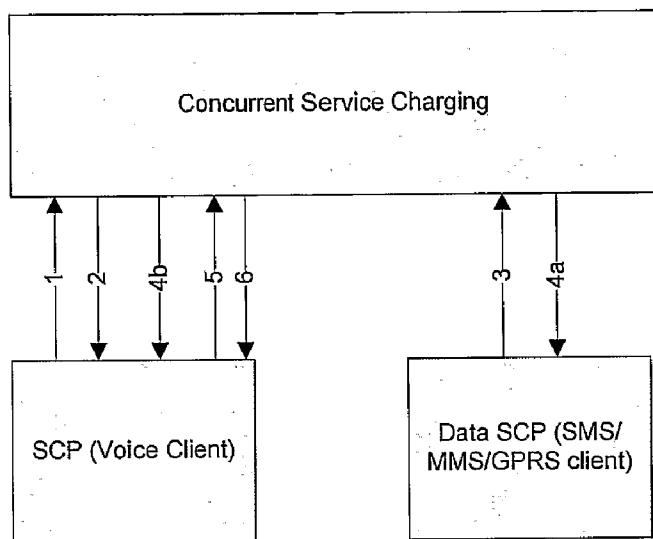 Concurrent Service Charging
1
2
4b
5
6
3
4a
SCP (Voice Client)
Data SCP (SMS/
MMS/GPRS client)